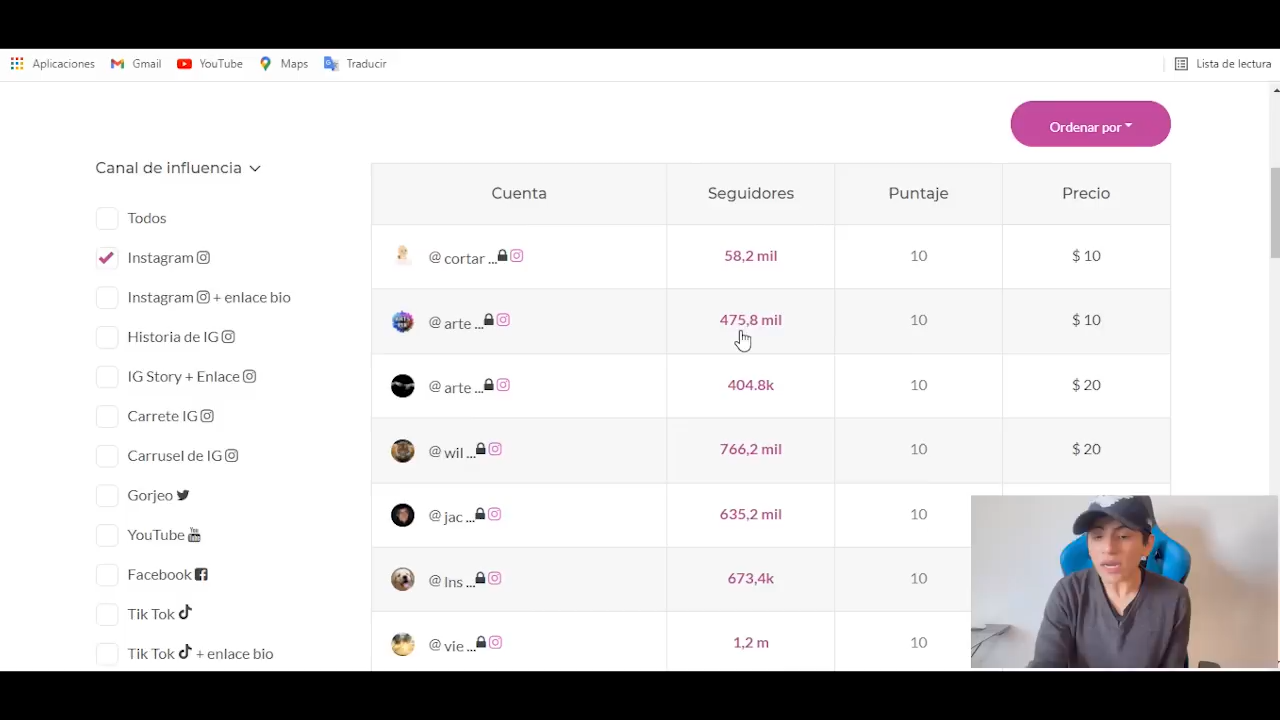 Aplicaciones Gmail YouTube Maps Traducir Lista de lectura
Ordenar por
Canal de influencia
Todos
Instagram
Instagram + enlace bio
Historia de IG
IG Story + Enlace
Carrete IG
Carrusel de IG
Gorjeo
YouTube
Facebook
Tik Tok
Tik Tok + enlace bio
Cuenta Seguidores Puntaje Precio
@ cortar ... 58,2 mil 10 $ 10
@ arte ... 475,8 mil 10 $ 10
@ arte ... 404.8k 10 $ 20
@ wil ... 766,2 mil 10 $ 20
@ jac ... 635,2 mil 10
@ Ins ... 673,4k 10
@ vie ... 1,2 m 10